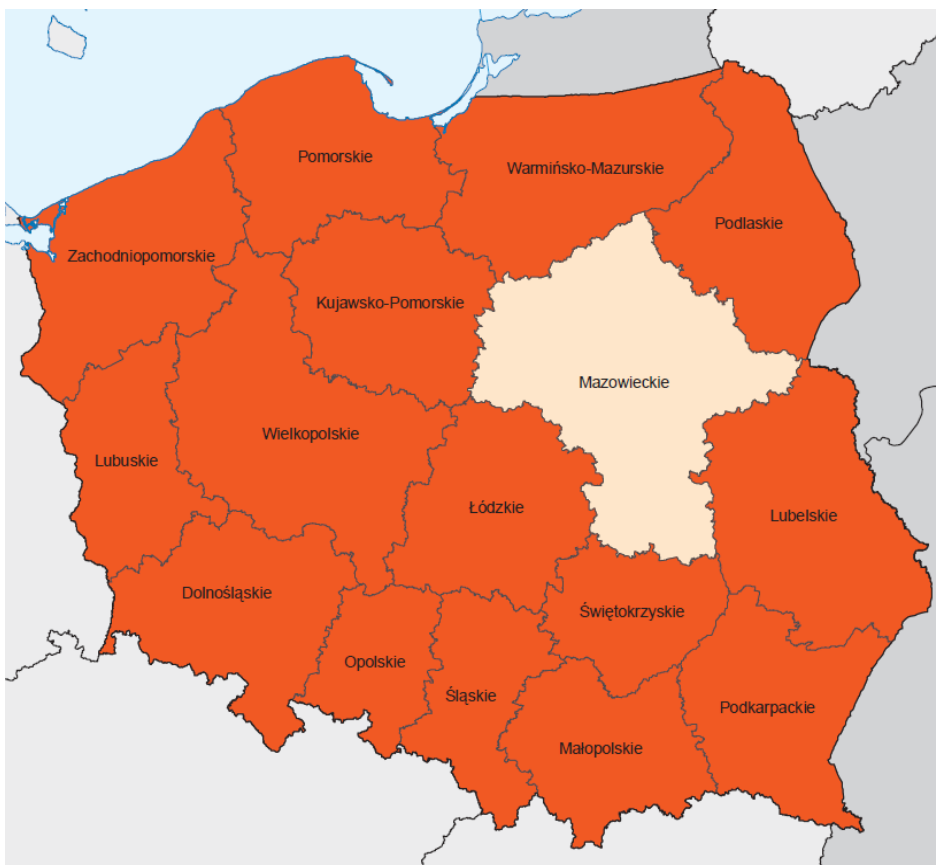 Pomorskie
Warmińsko-Mazurskie
Podlaskie
Zachodniopomorskie
Kujawsko-Pomorskie
Mazowieckie
Wielkopolskie
Lubuskie
Łódzkie
Lubelskie
Dolnośląskie
Świętokrzyskie
Opolskie
Śląskie
Podkarpackie
Małopolskie